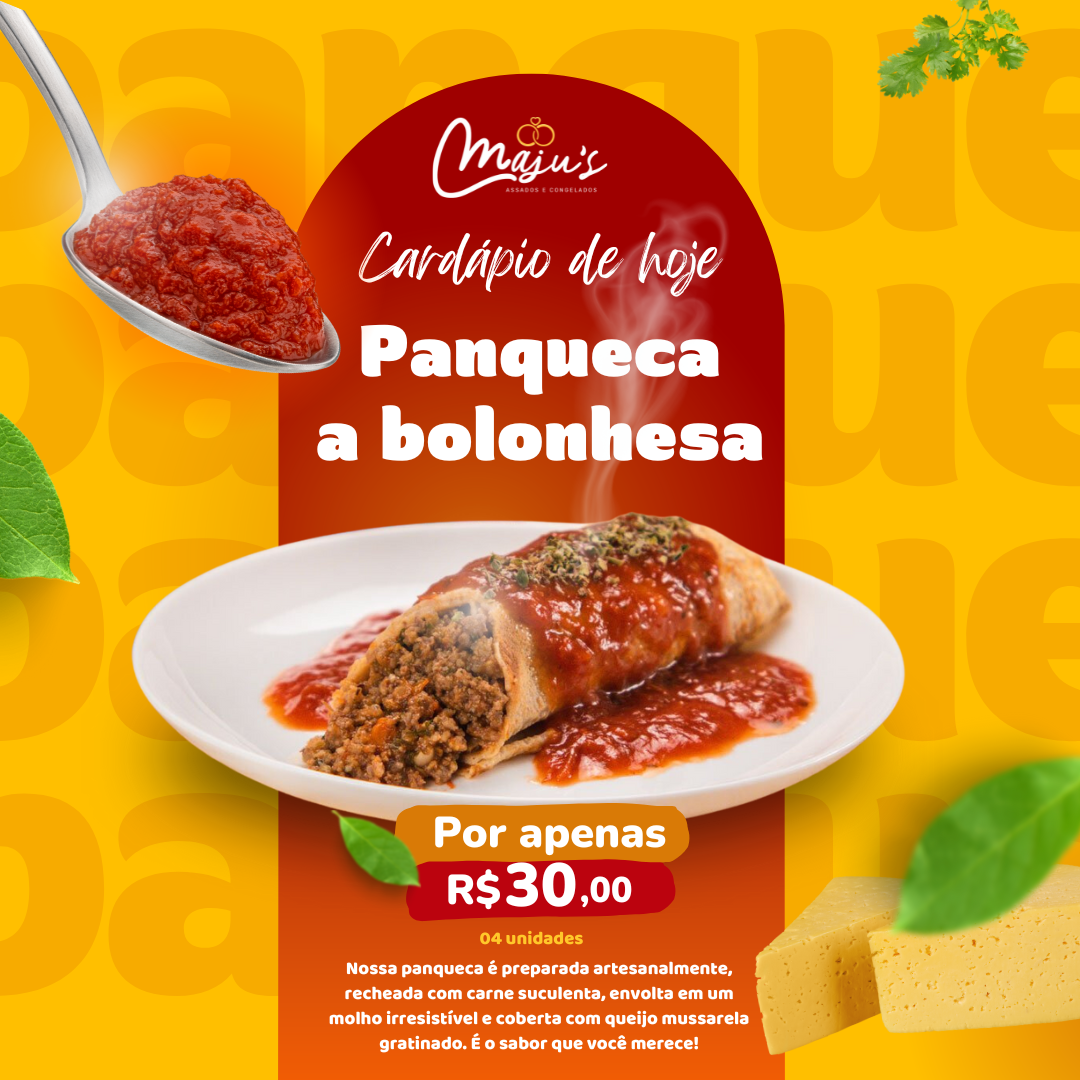 Maju's
ASSADOS E CONGELADOS
Cardápio de hoje
Panqueca
a bolonhesa
Por apenas
R$30,00
04 unidades
Nossa panqueca é preparada artesanalmente,
recheada com carne suculenta, envolta em um
molho irresistível e coberta com queijo mussarela
gratinado. É o sabor que você merece!